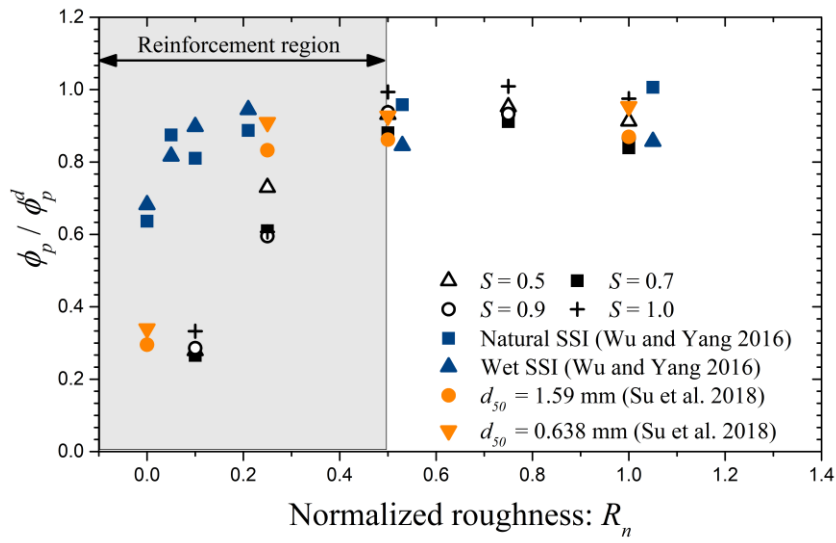 Reinforcement region
1.2
1.0
0.8
0.6
0.4
0.2
0.0
ϕp / ϕp^d
S = 0.5
S = 0.7
S = 0.9
S = 1.0
Natural SSI (Wu and Yang 2016)
Wet SSI (Wu and Yang 2016)
d50 = 1.59 mm (Su et al. 2018)
d50 = 0.638 mm (Su et al. 2018)
0.0 0.2 0.4 0.6 0.8 1.0 1.2 1.4
Normalized roughness: Rn